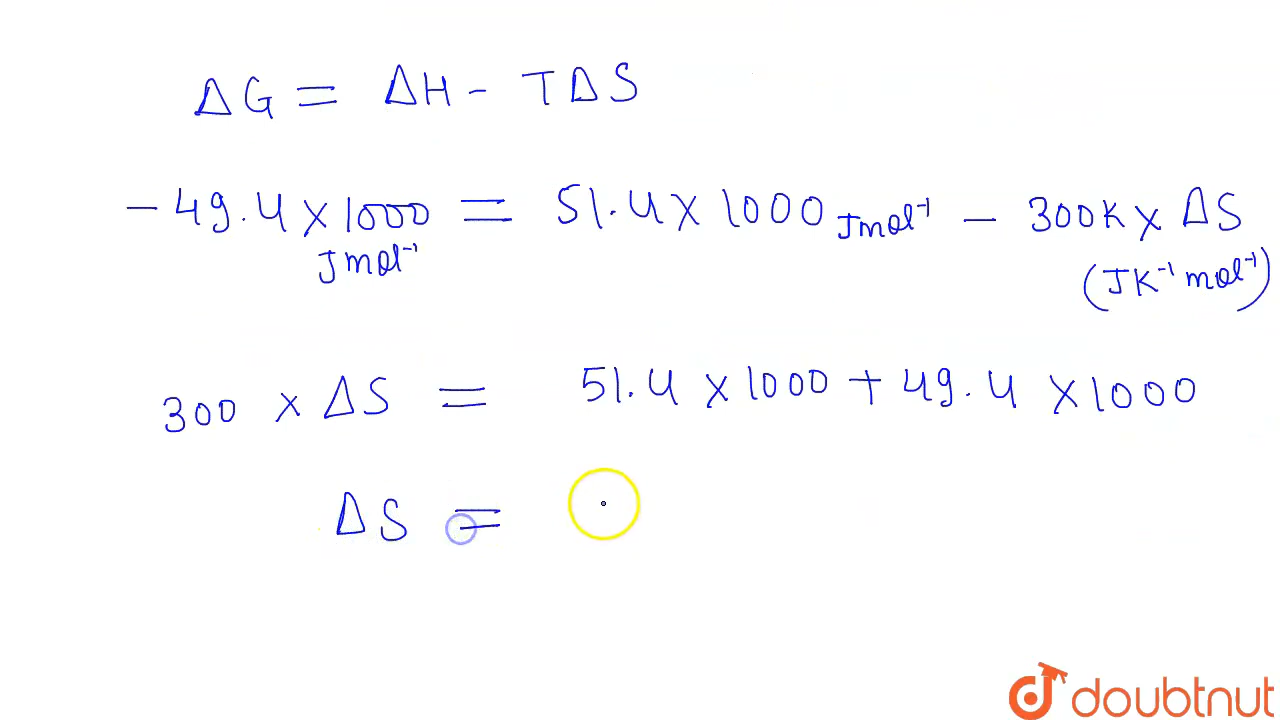 ΔG = ΔH - TΔS
- 49.4 × 1000 = 51.4 × 1000 Jmol⁻¹ - 300K × ΔS
Jmol⁻¹ (JK⁻¹ mol⁻¹)
300 × ΔS = 51.4 × 1000 + 49.4 × 1000
ΔS =
doubtnut